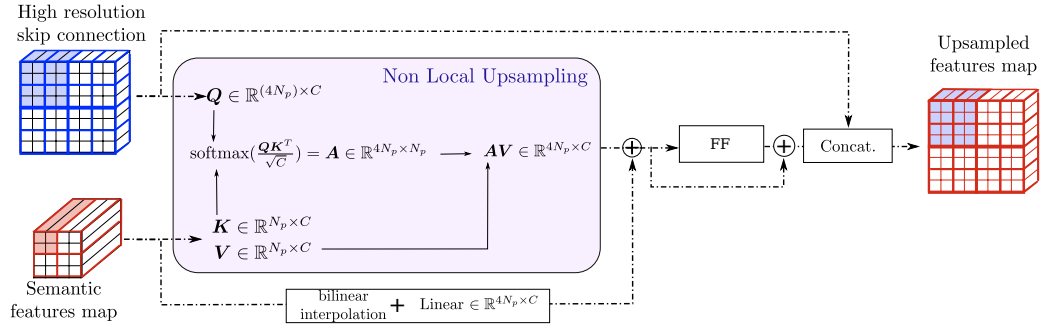 High resolution
skip connection
Non Local Upsampling
Upsampled
features map
Q ∈ ℝ^{(4N_p)×C}
softmax(QK^T/√C) = A ∈ ℝ^{4N_p×N_p}
AV ∈ ℝ^{4N_p×C}
+
FF
+
Concat.
K ∈ ℝ^{N_p×C}
V ∈ ℝ^{N_p×C}
Semantic
features map
bilinear
interpolation
+ Linear ∈ ℝ^{4N_p×C}